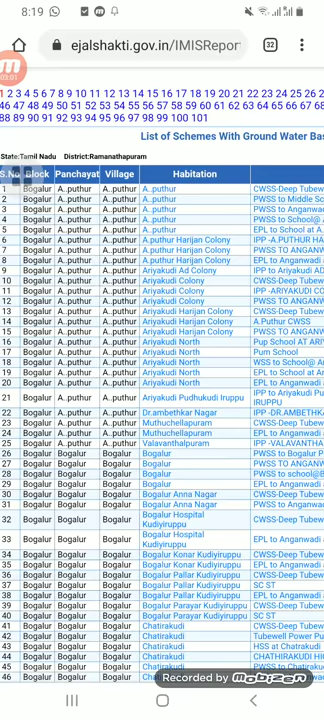 8:19
ejalshakti.gov.in/IMISReport
32
03:01
1 2 3 4 5 6 7 8 9 10 11 12 13 14 15 16 17 18 19 20 21 22 23 24 25 26 27
46 47 48 49 50 51 52 53 54 55 56 57 58 59 60 61 62 63 64 65 66 67 68
88 89 90 91 92 93 94 95 96 97 98 99 100 101
List of Schemes With Ground Water Bas
State:Tamil Nadu District:Ramanathapuram
S.No Block Panchayat Village Habitation
1 Bogalur A..puthur A..puthur A..puthur CWSS-Deep Tubew
2 Bogalur A..puthur A..puthur A..puthur PWSS to Middle Sc
3 Bogalur A..puthur A..puthur A..puthur PWSS to Anganwad
4 Bogalur A..puthur A..puthur A..puthur PWSS to School@ A
5 Bogalur A..puthur A..puthur A..puthur EPL to School at A.
6 Bogalur A..puthur A..puthur A.puthur Harijan Colony IPP -A.PUTHUR HA
7 Bogalur A..puthur A..puthur A.puthur Harijan Colony PWSS TO ANGANW
8 Bogalur A..puthur A..puthur A.puthur Harijan Colony EPL to Anganwadi
9 Bogalur A..puthur A..puthur Ariyakudi Ad Colony IPP to Ariyakudi AD
10 Bogalur A..puthur A..puthur Ariyakudi Colony CWSS-Deep Tubew
11 Bogalur A..puthur A..puthur Ariyakudi Colony IPP -ARIYAKUDI CO
12 Bogalur A..puthur A..puthur Ariyakudi Colony PWSS TO ANGANW
13 Bogalur A..puthur A..puthur Ariyakudi Harijan Colony CWSS-Deep Tubew
14 Bogalur A..puthur A..puthur Ariyakudi Harijan Colony A.Puthur CWSS
15 Bogalur A..puthur A..puthur Ariyakudi Harijan Colony PWSS TO ANGANW
16 Bogalur A..puthur A..puthur Ariyakudi North Pup School AT ARIY
17 Bogalur A..puthur A..puthur Ariyakudi North Pum School
18 Bogalur A..puthur A..puthur Ariyakudi North WSS to School@ Ar
19 Bogalur A..puthur A..puthur Ariyakudi North EPL to School at Ar
20 Bogalur A..puthur A..puthur Ariyakudi North EPL to Anganwadi
21 Bogalur A..puthur A..puthur Ariyakudi Pudhukudi Iruppu IPP to Ariyakudi P
IRUPPU
22 Bogalur A..puthur A..puthur Dr.ambethkar Nagar IPP -DR.AMBETHK
23 Bogalur A..puthur A..puthur Muthuchellapuram CWSS-Deep Tubew
24 Bogalur A..puthur A..puthur Muthuchellapuram EPL to Anganwadi
25 Bogalur A..puthur A..puthur Valavanthalpuram IPP -VALAVANTHA
26 Bogalur Bogalur Bogalur Bogalur PWSS to Bogalur P
27 Bogalur Bogalur Bogalur Bogalur PWSS TO ANGANW
28 Bogalur Bogalur Bogalur Bogalur PWSS to school@B
29 Bogalur Bogalur Bogalur Bogalur EPL to Anganwadi
30 Bogalur Bogalur Bogalur Bogalur Anna Nagar CWSS-Deep Tubew
31 Bogalur Bogalur Bogalur Bogalur Anna Nagar PWSS to Anganwad
32 Bogalur Bogalur Bogalur Bogalur Hospital
Kudiyiruppu CWSS-Deep Tubew
33 Bogalur Bogalur Bogalur Bogalur Hospital
Kudiyiruppu EPL to Anganwadi
34 Bogalur Bogalur Bogalur Bogalur Konar Kudiyiruppu CWSS-Deep Tubew
35 Bogalur Bogalur Bogalur Bogalur Konar Kudiyiruppu EPL to Anganwadi
36 Bogalur Bogalur Bogalur Bogalur Pallar Kudiyiruppu CWSS-Deep Tubew
37 Bogalur Bogalur Bogalur Bogalur Pallar Kudiyiruppu SC ST
38 Bogalur Bogalur Bogalur Bogalur Pallar Kudiyiruppu EPL to Anganwadi
39 Bogalur Bogalur Bogalur Bogalur Parayar Kudiyiruppu CWSS-Deep Tubew
40 Bogalur Bogalur Bogalur Bogalur Parayar Kudiyiruppu SC ST
41 Bogalur Bogalur Bogalur Chatirakudi CWSS-Deep Tubew
42 Bogalur Bogalur Bogalur Chatirakudi Tubewell Power Pu
43 Bogalur Bogalur Bogalur Chatirakudi HSS at Chatirakudi
44 Bogalur Bogalur Bogalur Chatirakudi CHATHIRAKUDI HIG
45 Bogalur Bogalur Bogalur Chatirakudi PWSS to Chatiraku
46 Bogalur Bogalur Bogalur Chatirakudi EPL to Anganwadi
Recorded by Mobizen